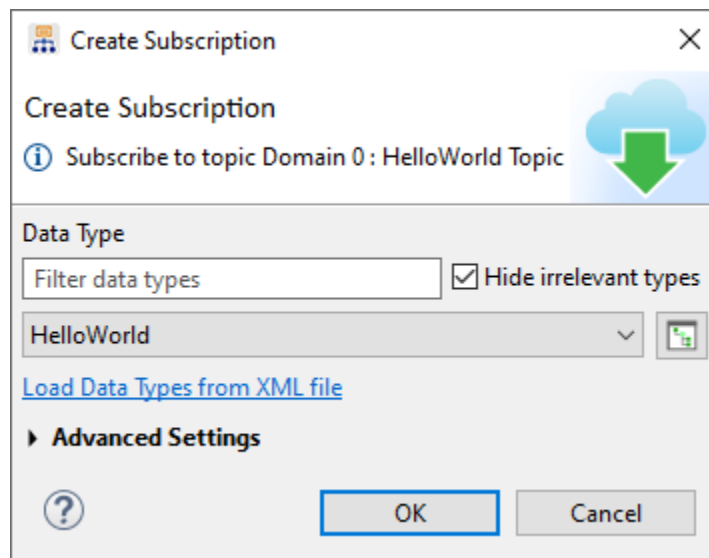 Create Subscription
Create Subscription
Subscribe to topic Domain 0 : HelloWorld Topic
Data Type
Filter data types
Hide irrelevant types
HelloWorld
Load Data Types from XML file
Advanced Settings
OK
Cancel